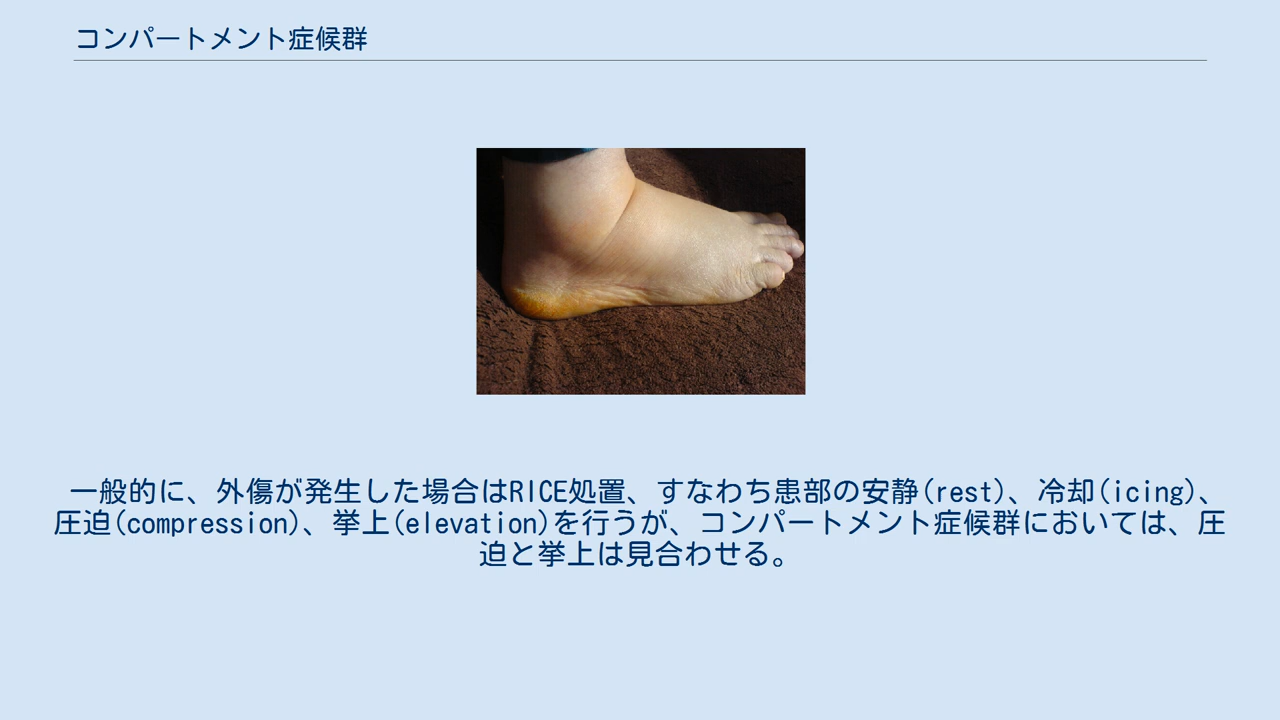 コンパートメント症候群
一般的に、外傷が発生した場合はRICE処置、すなわち患部の安静(rest)、冷却(icing)、
圧迫(compression)、挙上(elevation)を行うが、コンパートメント症候群においては、圧
迫と挙上は見合わせる。